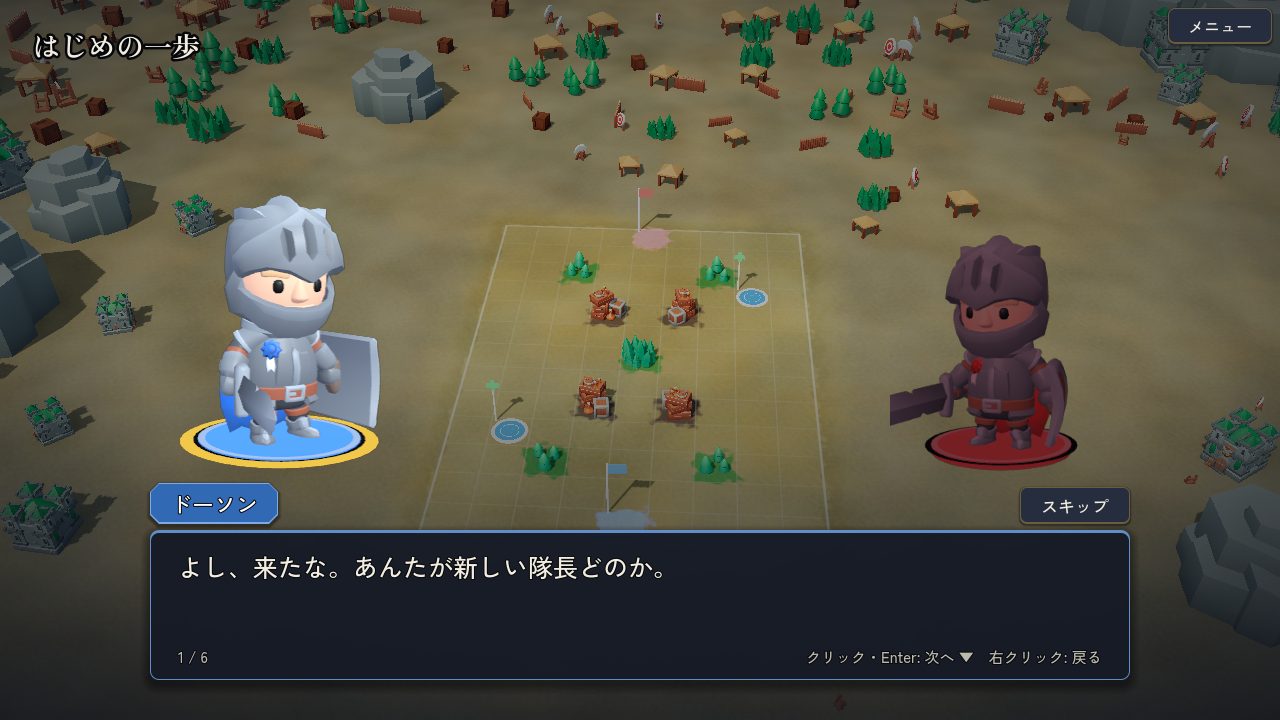 はじめの一歩
メニュー
ドーソン
スキップ
よし、来たな。あんたが新しい隊長どのか。
1 / 6
クリック・Enter: 次へ ▼ 右クリック: 戻る